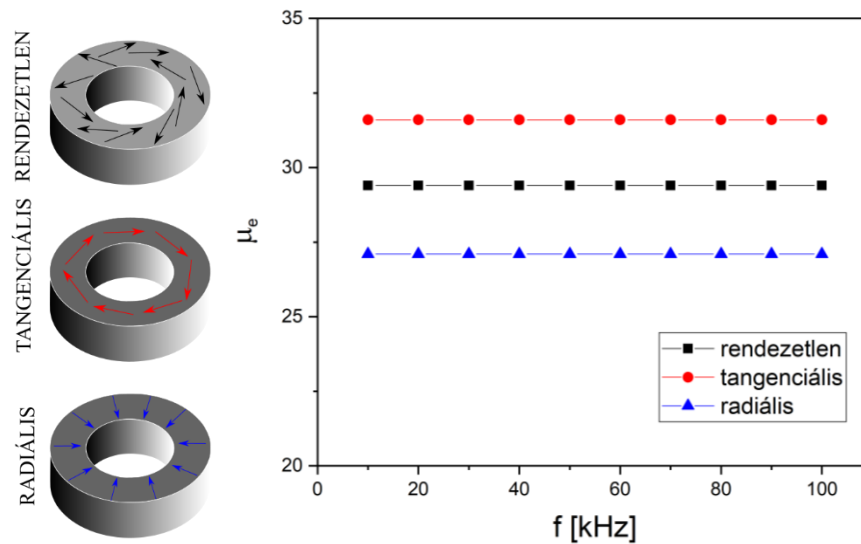 RENDEZETLEN
TANGENCIÁLIS
RADIÁLIS
35
30
25
20
μe
0
20
40
60
80
100
f [kHz]
rendezetlen
tangenciális
radiális